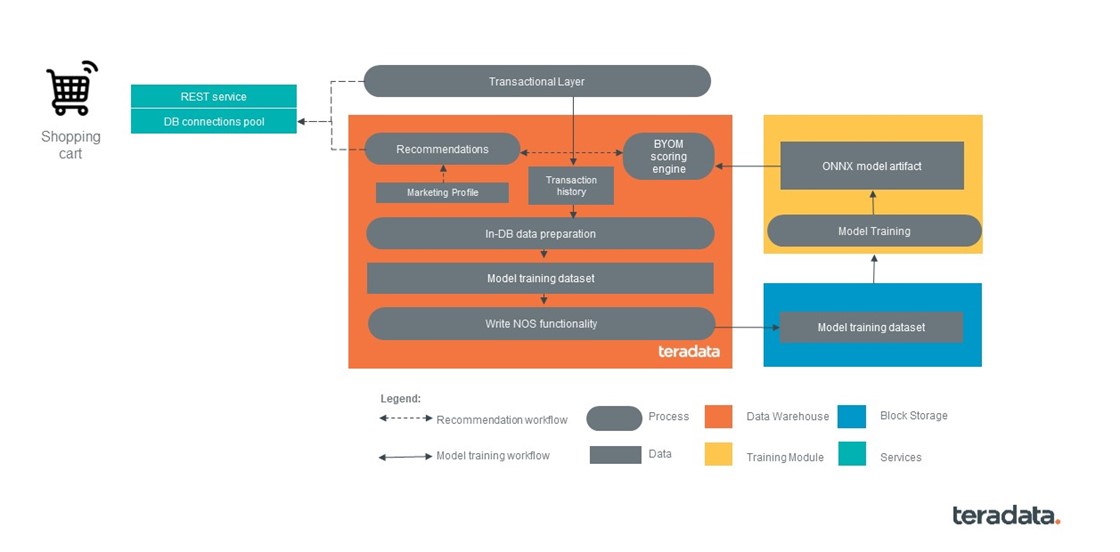 Transactional Layer
REST service
DB connections pool
Shopping
cart
Recommendations
BYOM
scoring
engine
Marketing Profile
Transaction
history
In-DB data preparation
Model training dataset
Write NOS functionality
teradata
ONNX model artifact
Model Training
Model training dataset
Legend:
Recommendation workflow
Process
Data Warehouse
Block Storage
Model training workflow
Data
Training Module
Services
teradata.